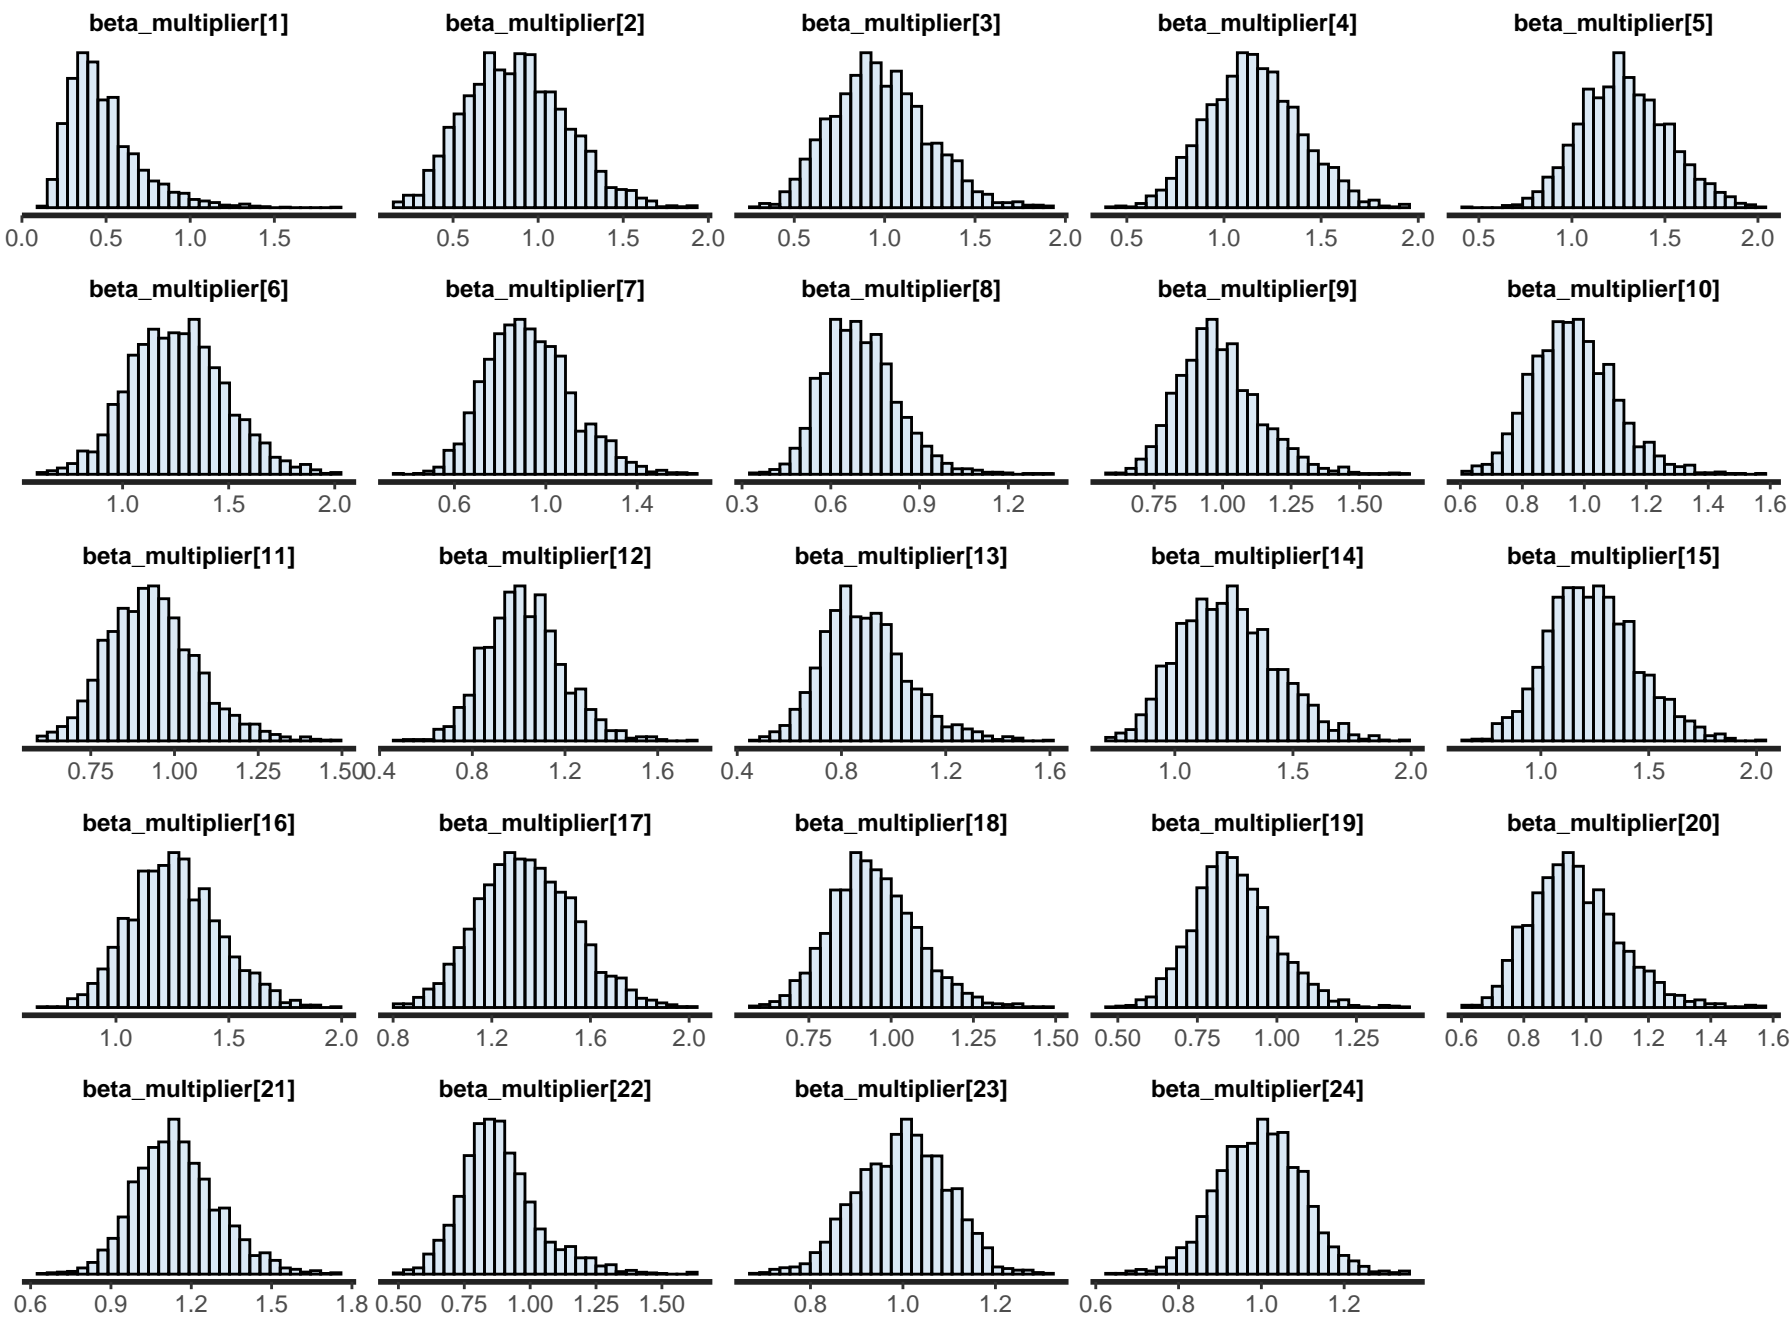 beta_multiplier[1] beta_multiplier[2] beta_multiplier[3] beta_multiplier[4] beta_multiplier[5]
0.0 0.5 1.0 1.5 0.5 1.0 1.5 2.0 0.5 1.0 1.5 2.0 0.5 1.0 1.5 2.0 0.5 1.0 1.5 2.0
beta_multiplier[6] beta_multiplier[7] beta_multiplier[8] beta_multiplier[9] beta_multiplier[10]
1.0 1.5 2.0 0.6 1.0 1.4 0.3 0.6 0.9 1.2 0.75 1.00 1.25 1.50 0.6 0.8 1.0 1.2 1.4 1.6
beta_multiplier[11] beta_multiplier[12] beta_multiplier[13] beta_multiplier[14] beta_multiplier[15]
0.75 1.00 1.25 1.50 0.4 0.8 1.2 1.6 0.4 0.8 1.2 1.6 1.0 1.5 2.0 1.0 1.5 2.0
beta_multiplier[16] beta_multiplier[17] beta_multiplier[18] beta_multiplier[19] beta_multiplier[20]
1.0 1.5 2.0 0.8 1.2 1.6 2.0 0.75 1.00 1.25 1.50 0.50 0.75 1.00 1.25 0.6 0.8 1.0 1.2 1.4 1.6
beta_multiplier[21] beta_multiplier[22] beta_multiplier[23] beta_multiplier[24]
0.6 0.9 1.2 1.5 1.8 0.50 0.75 1.00 1.25 1.50 0.8 1.0 1.2 0.6 0.8 1.0 1.2